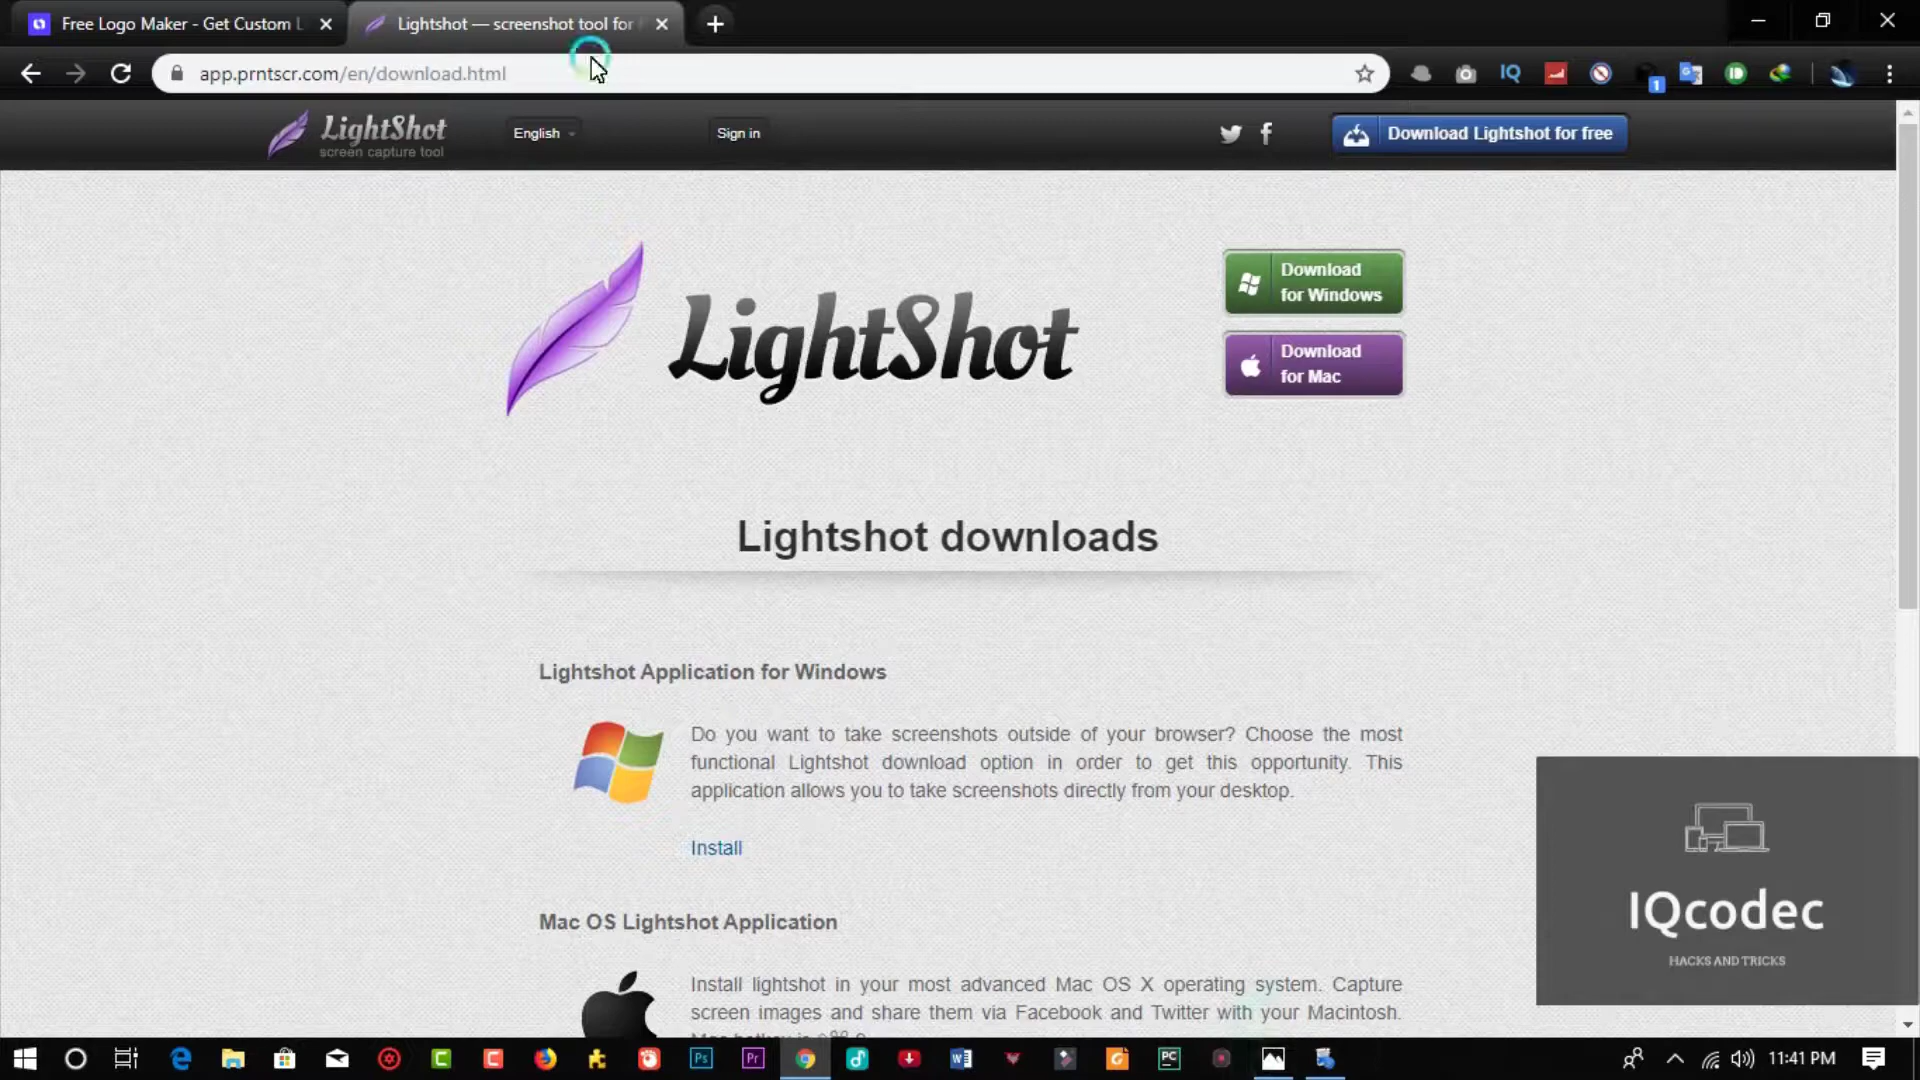 Free Logo Maker - Get Custom L
Lightshot — screenshot tool for
app.prntscr.com/en/download.html
IQ
1
LightShot
screen capture tool
English
Sign in
Download Lightshot for free
LightShot
Download
for Windows
Download
for Mac
Lightshot downloads
Lightshot Application for Windows
Do you want to take screenshots outside of your browser? Choose the most
functional Lightshot download option in order to get this opportunity. This
application allows you to take screenshots directly from your desktop.
Install
Mac OS Lightshot Application
Install lightshot in your most advanced Mac OS X operating system. Capture
screen images and share them via Facebook and Twitter with your Macintosh.
IQcodec
HACKS AND TRICKS
Ps
Pr
PC
11:41 PM